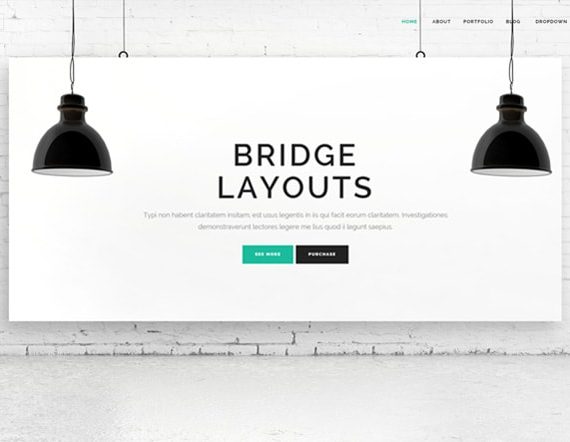 HOME ABOUT PORTFOLIO BLOG DROPDOWN
BRIDGE
LAYOUTS
Typi non habent claritatem insitam, est usus legentis in iis qui facit eorum claritatem. Investigationes
demonstraverunt lectores legere me lius quod ii legunt saepius.
SEE MORE PURCHASE